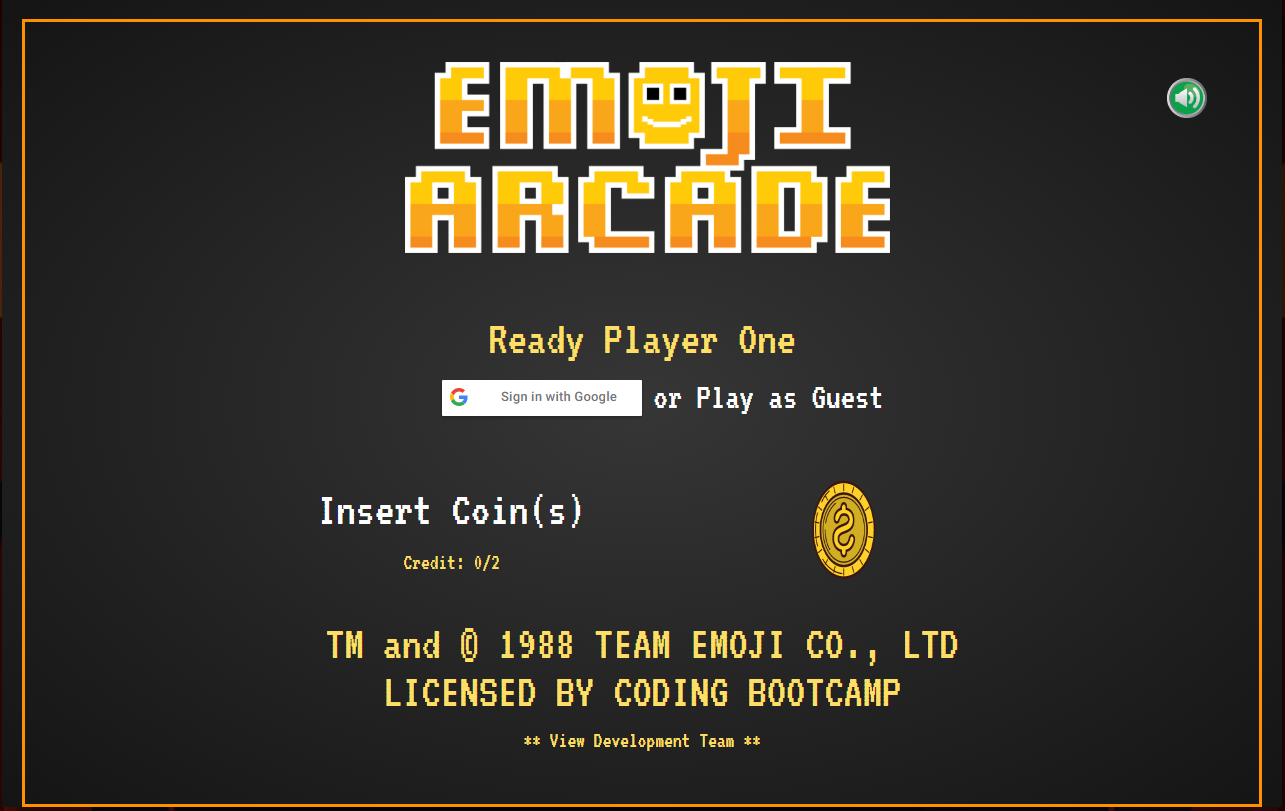 EMOJI
ARCADE
Ready Player One
Sign in with Google or Play as Guest
Insert Coin(s)
Credit: 0/2
TM and © 1988 TEAM EMOJI CO., LTD
LICENSED BY CODING BOOTCAMP
** View Development Team **